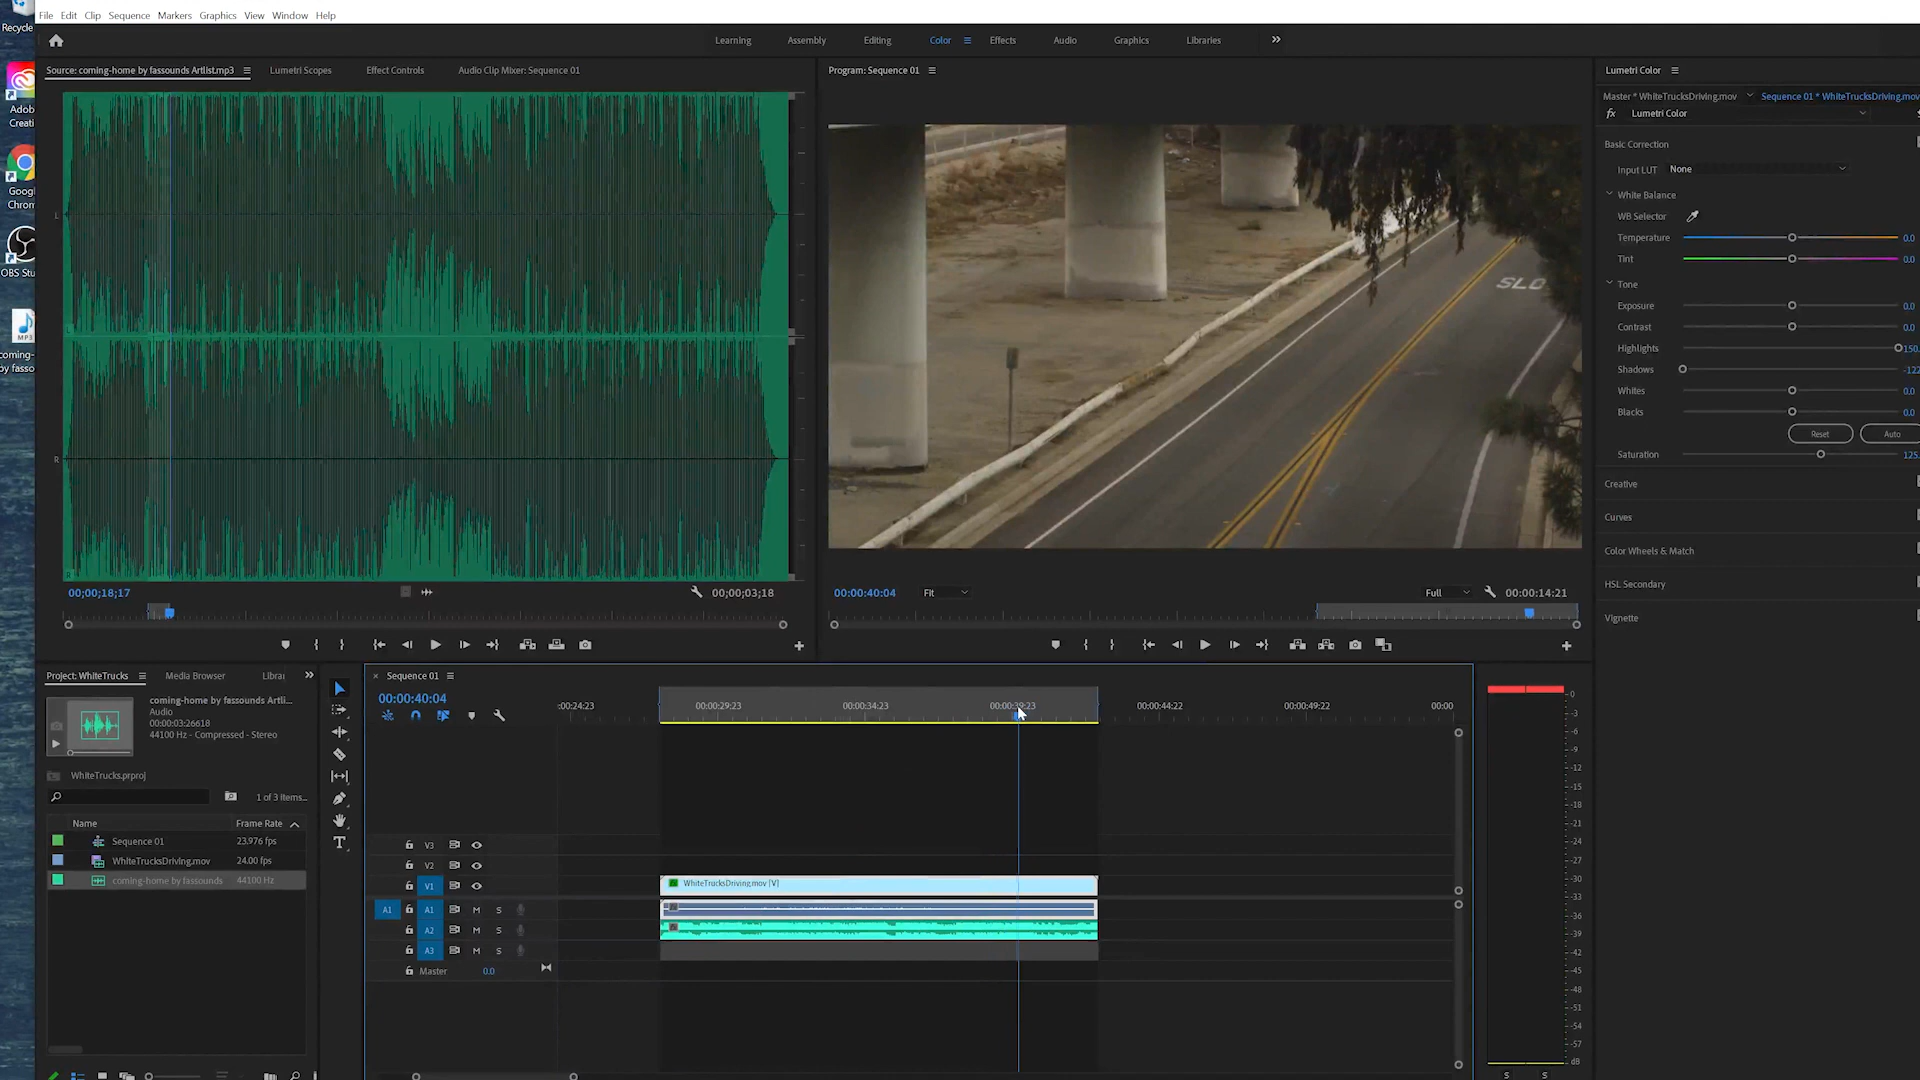 Recycle
File Edit Clip Sequence Markers Graphics View Window Help
Learning Assembly Editing Color Effects Audio Graphics Libraries
Source: coming-home by fassounds Artlist.mp3 Lumetri Scopes Effect Controls Audio Clip Mixer: Sequence 01
Program: Sequence 01
Lumetri Color
Master * WhiteTrucksDriving.mov Sequence 01 * WhiteTrucksDriving.mov
fx Lumetri Color
Basic Correction
Input LUT None
White Balance
WB Selector
Temperature 0.0
Tint 0.0
Tone
Exposure 0.0
Contrast 0.0
Highlights 150.
Shadows -122
Whites 0.0
Blacks 0.0
Reset Auto
Saturation 125.
Creative
Curves
Color Wheels & Match
HSL Secondary
Vignette
Adob
Creati
Googl
Chrom
OBS Stu
MP3
coming-
by fasso
L
R
SLO
00;00;18;17 00;00;03;18
00:00:40:04 Fit Full 00:00:14:21
Project: WhiteTrucks Media Browser Librai
coming-home by fassounds Artli...
Audio
00:00:03:26618
44100 Hz - Compressed - Stereo
WhiteTrucks.prproj
1 of 3 items...
Name Frame Rate
Sequence 01 23.976 fps
WhiteTrucksDriving.mov 24.00 fps
coming-home by fassounds 44100 Hz
Sequence 01
00:00:40:04
:00:24:23 00:00:29:23 00:00:34:23 00:00:39:23 00:00:44:22 00:00:49:22 00:00
V3
V2
V1 WhiteTrucksDriving.mov [V]
A1 A1 M S
A2 M S
A3 M S
Master 0.0
0
-3
-6
-9
-12
-15
-18
-21
-24
-27
-30
-33
-36
-39
-42
-45
-48
-51
-54
-57
dB
S S